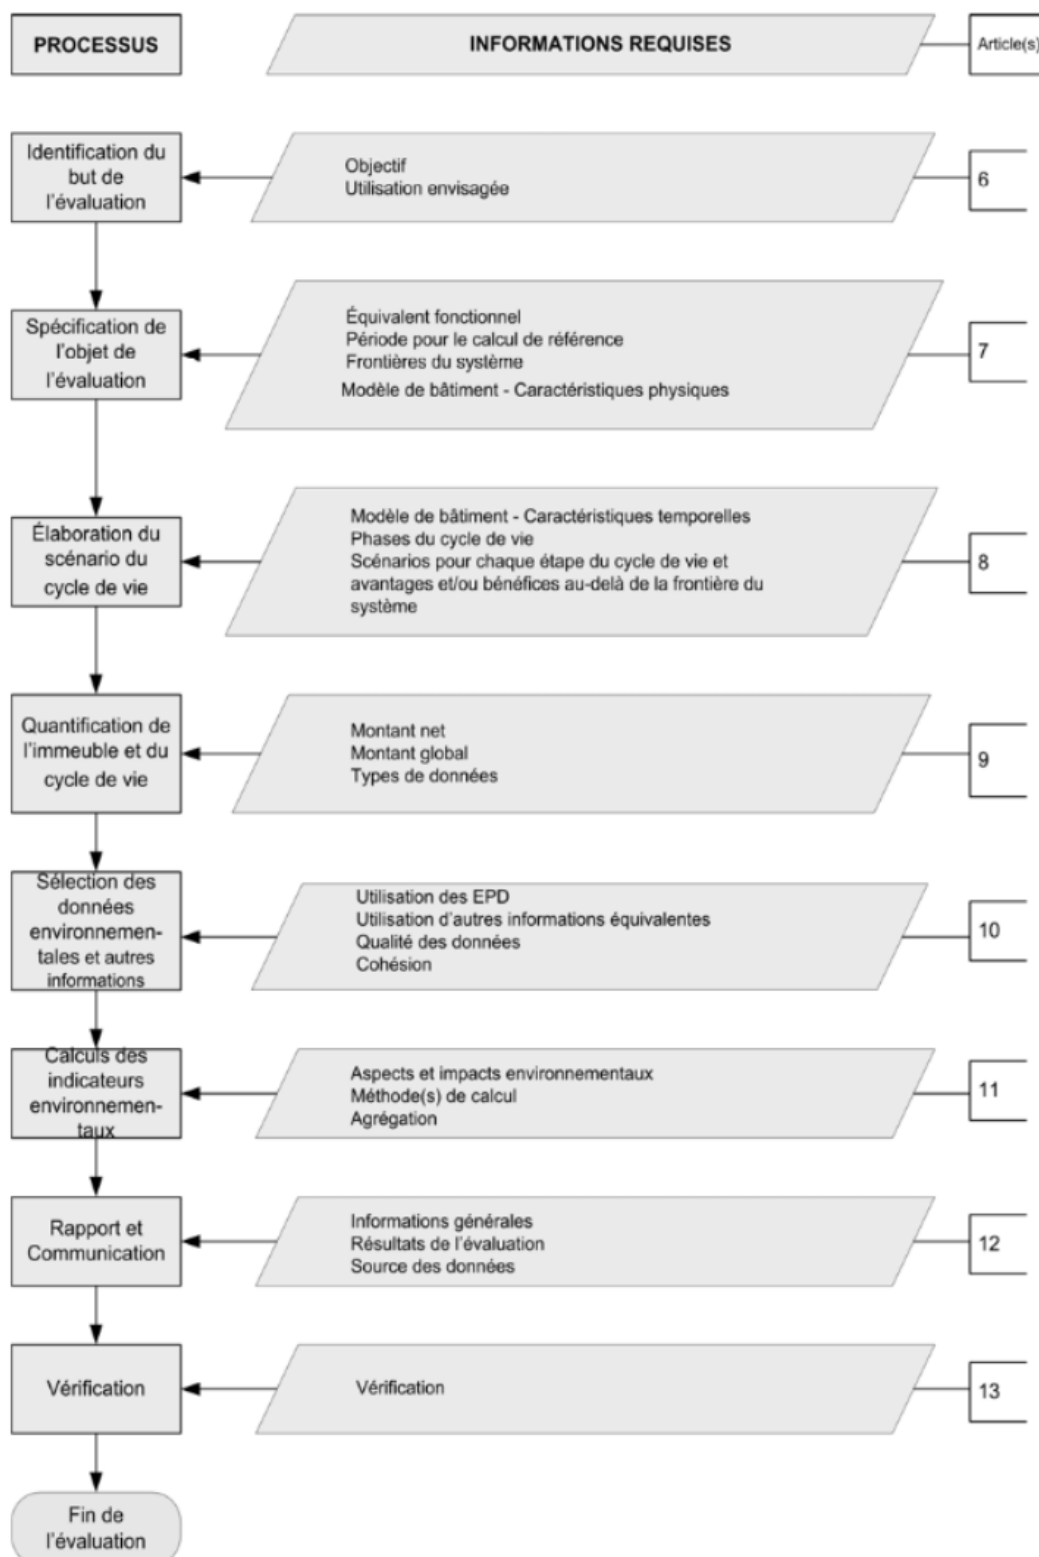 PROCESSUS
INFORMATIONS REQUISES
Article(s)
Identification du
but de
l'évaluation
Objectif
Utilisation envisagée
6
Spécification de
l'objet de
l'évaluation
Équivalent fonctionnel
Période pour le calcul de référence
Frontières du système
Modèle de bâtiment - Caractéristiques physiques
7
Élaboration du
scénario du
cycle de vie
Modèle de bâtiment - Caractéristiques temporelles
Phases du cycle de vie
Scénarios pour chaque étape du cycle de vie et
avantages et/ou bénéfices au-delà de la frontière du
système
8
Quantification de
l'immeuble et du
cycle de vie
Montant net
Montant global
Types de données
9
Sélection des
données
environnemen-
tales et autres
informations
Utilisation des EPD
Utilisation d'autres informations équivalentes
Qualité des données
Cohésion
10
Calculs des
indicateurs
environnemen-
taux
Aspects et impacts environnementaux
Méthode(s) de calcul
Agrégation
11
Rapport et
Communication
Informations générales
Résultats de l'évaluation
Source des données
12
Vérification
Vérification
13
Fin de
l'évaluation